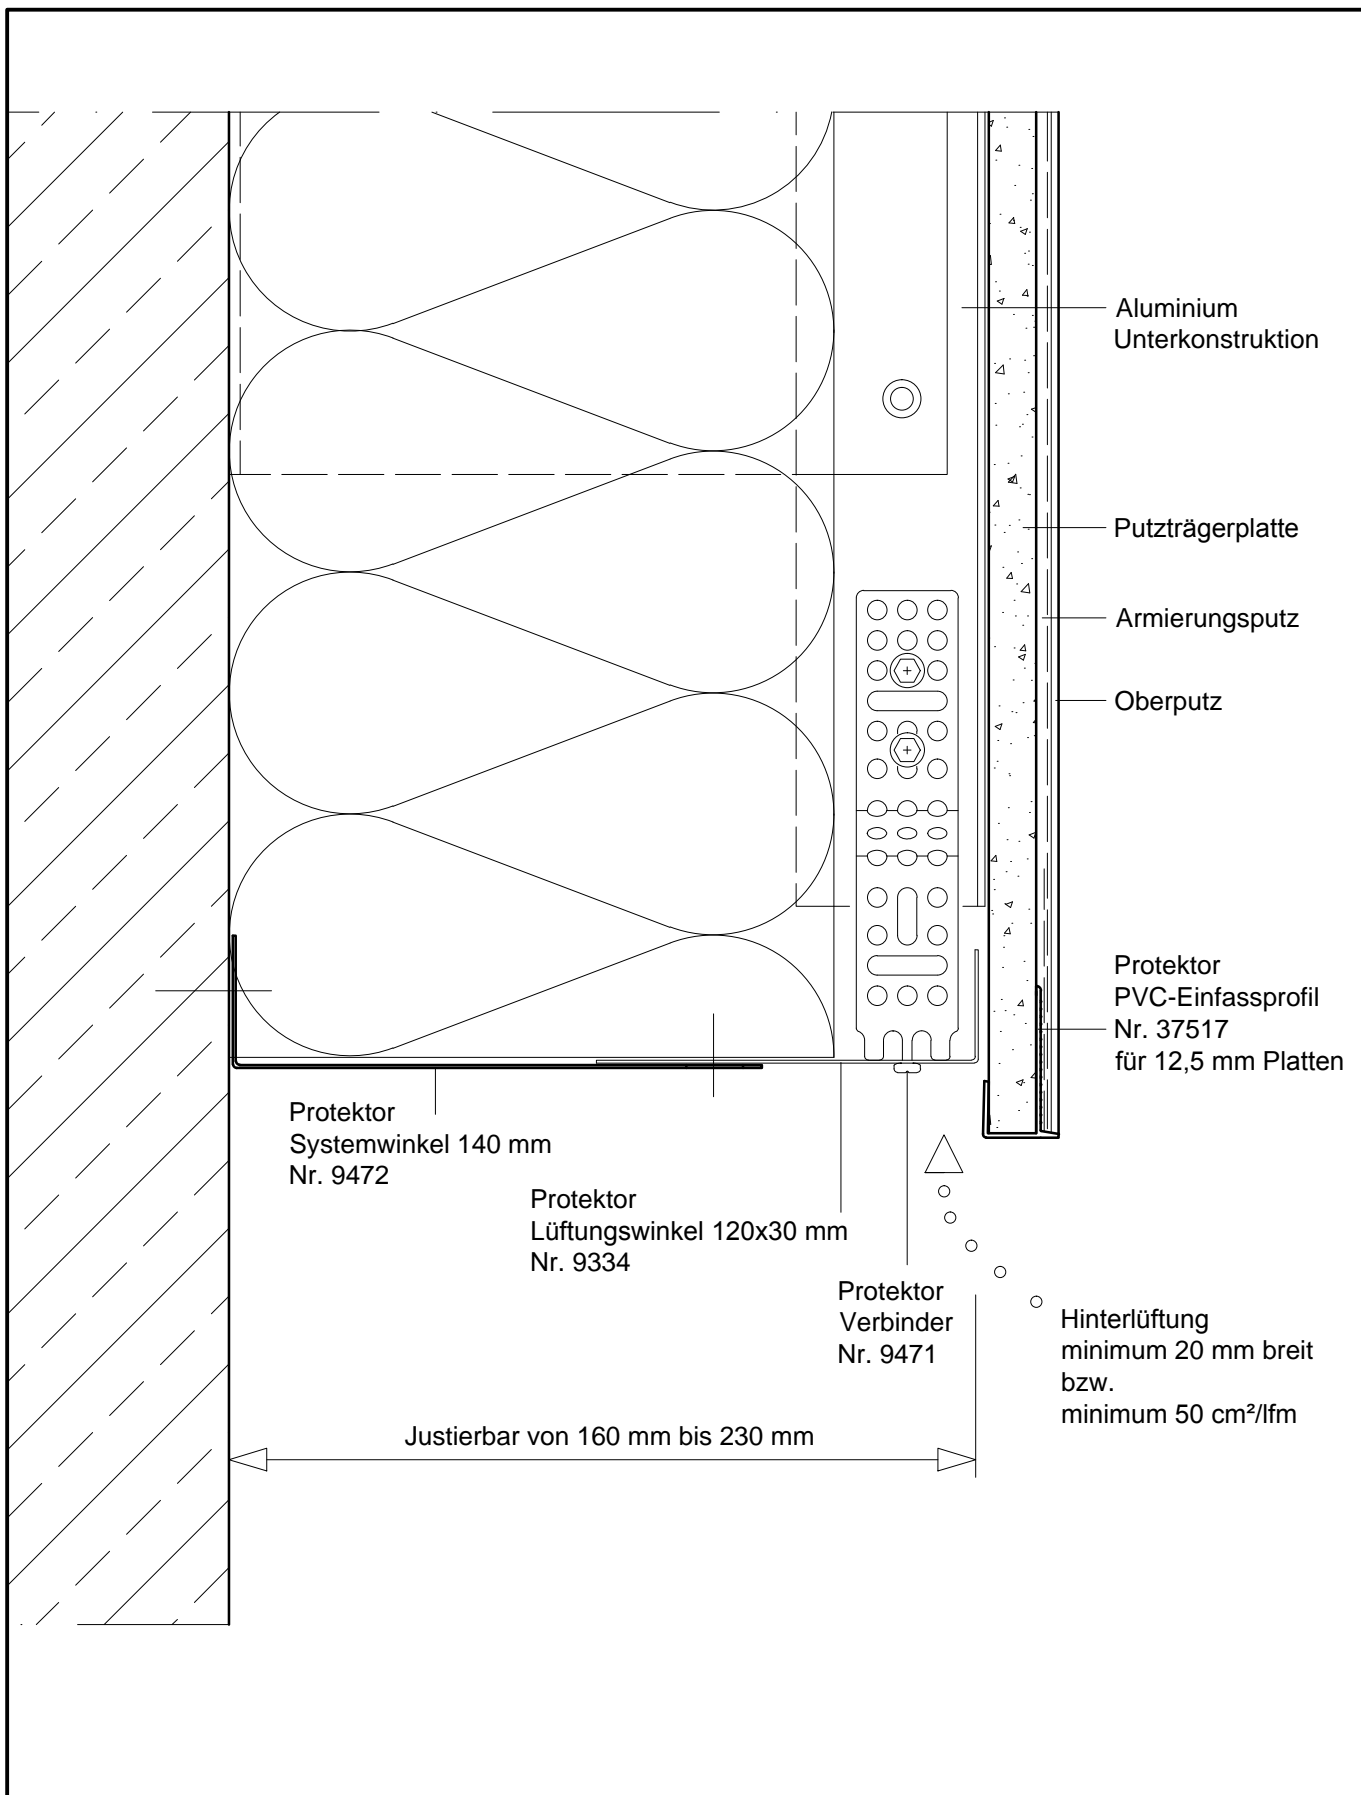 Aluminium
Unterkonstruktion
Putzträgerplatte
Armierungsputz
Oberputz
Protektor
PVC-Einfassprofil
Nr. 37517
für 12,5 mm Platten
Protektor
Systemwinkel 140 mm
Nr. 9472
Protektor
Lüftungswinkel 120x30 mm
Nr. 9334
Protektor
Verbinder
Nr. 9471
Hinterlüftung
minimum 20 mm breit
bzw.
minimum 50 cm²/lfm
Justierbar von 160 mm bis 230 mm